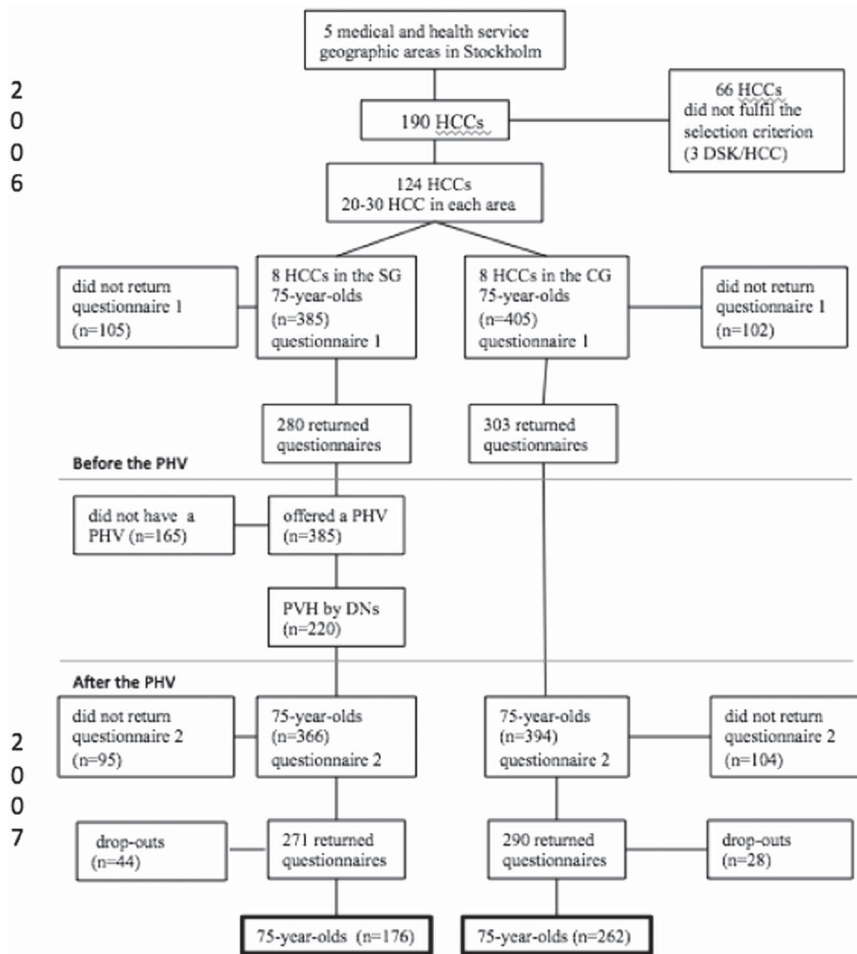 5 medical and health service
geographic areas in Stockholm
2
0
0
6
190 HCCs
66 HCCs
did not fulfil the
selection criterion
(3 DSK/HCC)
124 HCCs
20-30 HCC in each area
did not return
questionnaire 1
(n=105)
8 HCCs in the SG
75-year-olds
(n=385)
questionnaire 1
8 HCCs in the CG
75-year-olds
(n=405)
questionnaire 1
did not return
questionnaire 1
(n=102)
280 returned
questionnaires
303 returned
questionnaires
Before the PHV
did not have a
PHV (n=165)
offered a PHV
(n=385)
PVH by DNs
(n=220)
After the PHV
2
0
0
7
did not return
questionnaire 2
(n=95)
75-year-olds
(n=366)
questionnaire 2
75-year-olds
(n=394)
questionnaire 2
did not return
questionnaire 2
(n=104)
drop-outs
(n=44)
271 returned
questionnaires
290 returned
questionnaires
drop-outs
(n=28)
75-year-olds (n=176)
75-year-olds (n=262)